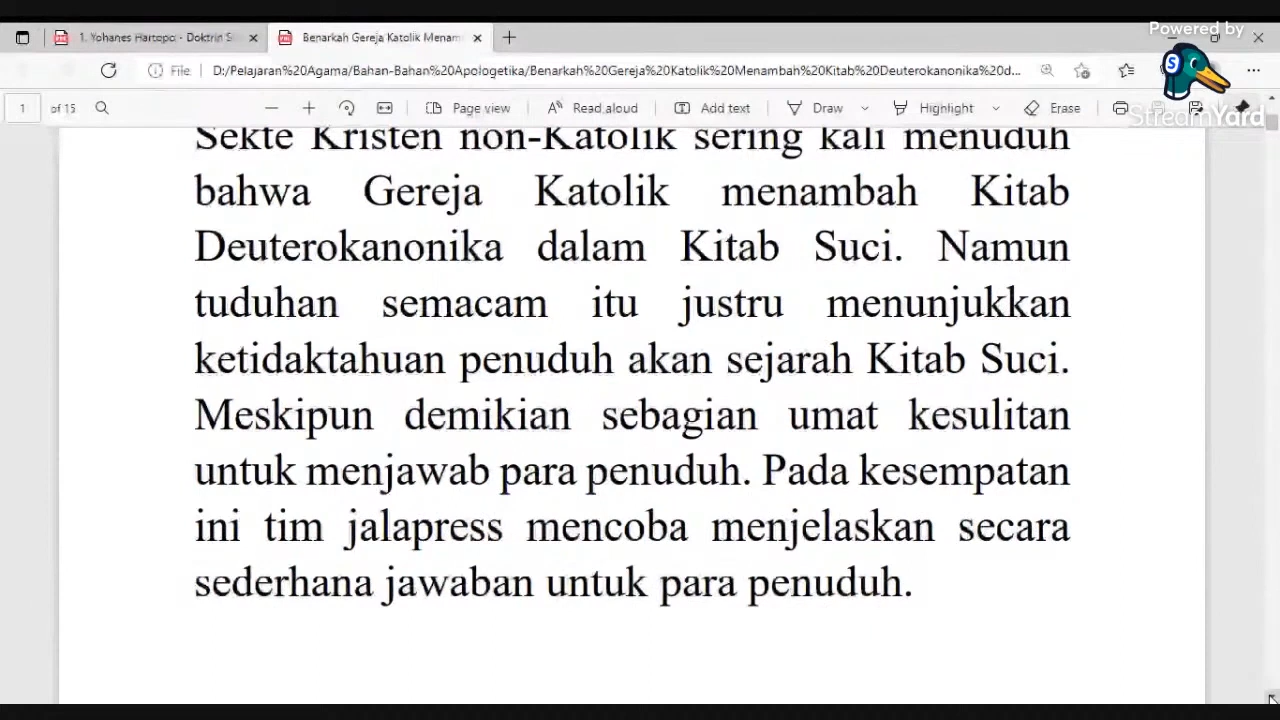 Powered by
1. Yohanes Hartopo - Doktrin S
Benarkah Gereja Katolik Menam
File
D:/Pelajaran%20Agama/Bahan-Bahan%20Apologetika/Benarkah%20Gereja%20Katolik%20Menambah%20Kitab%20Deuterokanonika%20d...
StreamYard
1 of 15
Page view
Read aloud
Add text
Draw
Highlight
Erase
Sekte Kristen non-Katolik sering kali menuduh
bahwa Gereja Katolik menambah Kitab
Deuterokanonika dalam Kitab Suci. Namun
tuduhan semacam itu justru menunjukkan
ketidaktahuan penuduh akan sejarah Kitab Suci.
Meskipun demikian sebagian umat kesulitan
untuk menjawab para penuduh. Pada kesempatan
ini tim jalapress mencoba menjelaskan secara
sederhana jawaban untuk para penuduh.